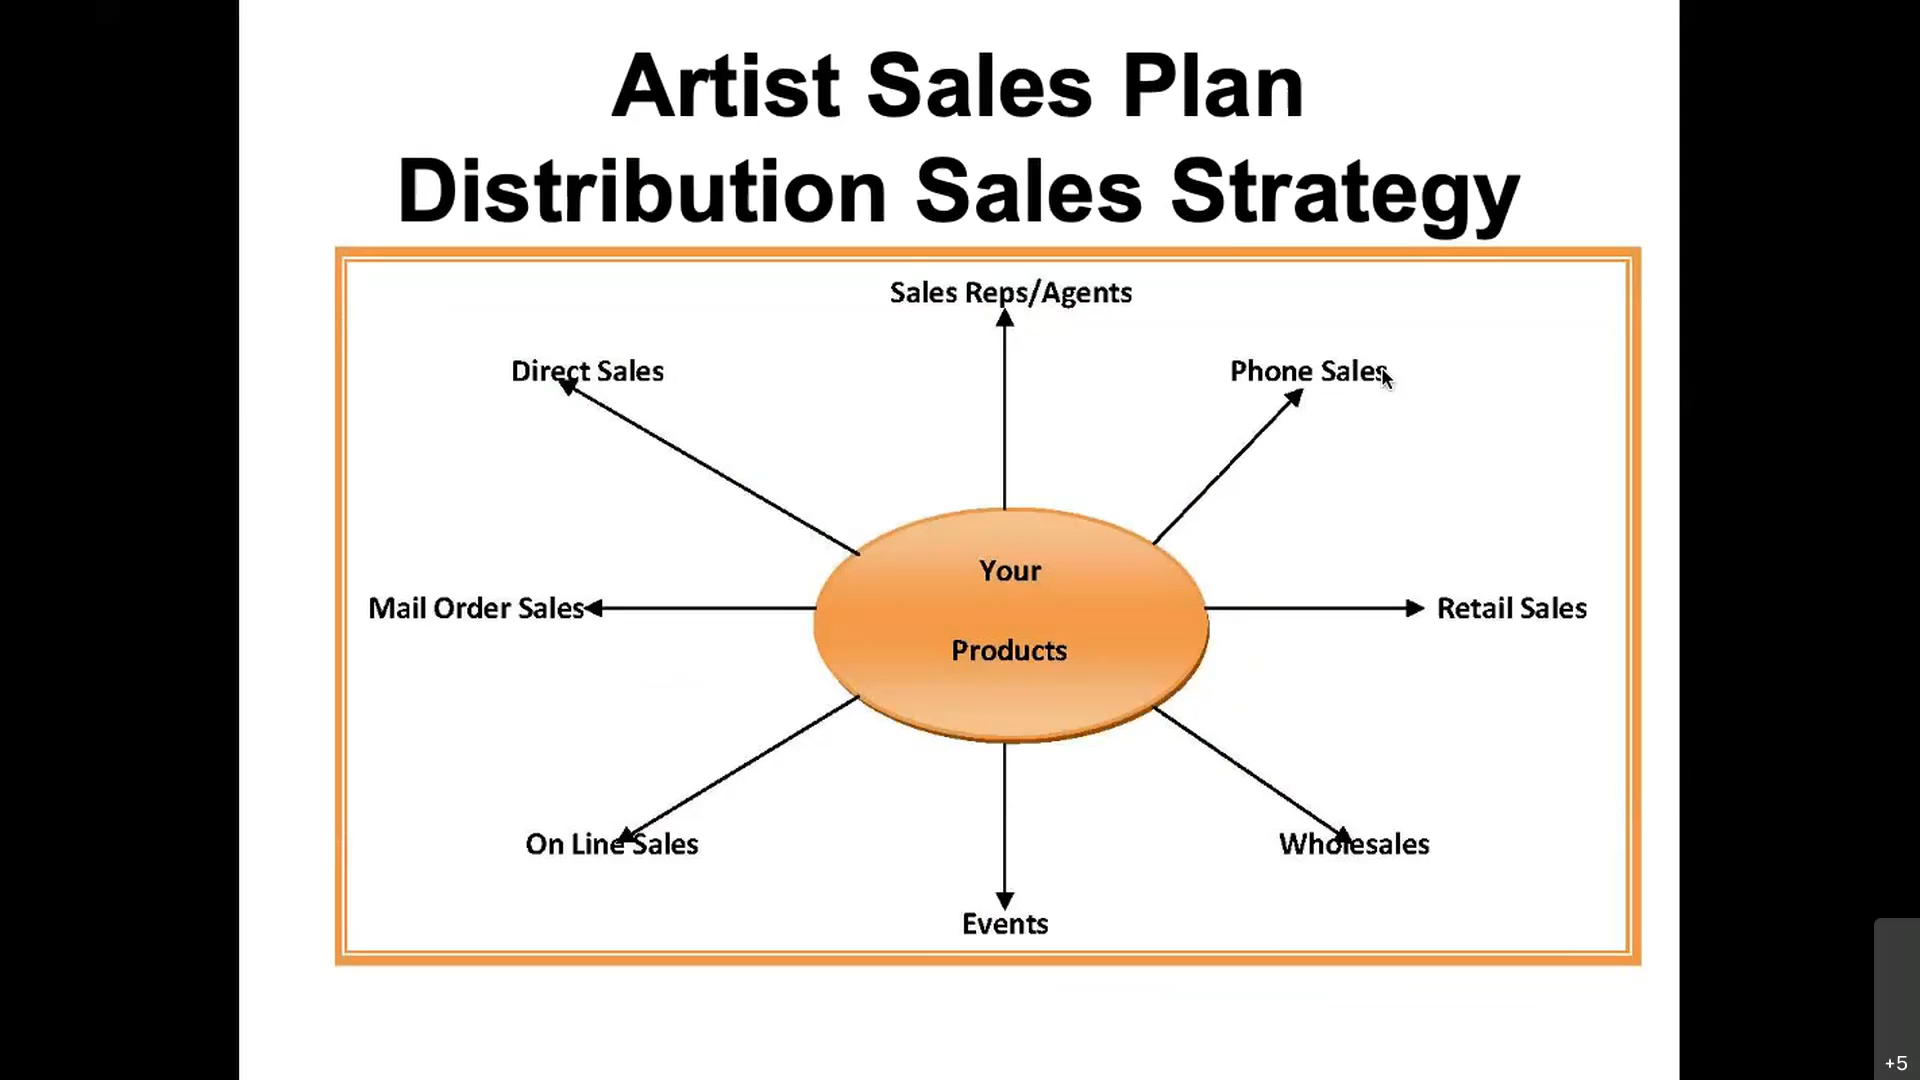 Artist Sales Plan
Distribution Sales Strategy
Sales Reps/Agents
Direct Sales
Phone Sales
Your
Products
Mail Order Sales
Retail Sales
On Line Sales
Wholesales
Events
+5